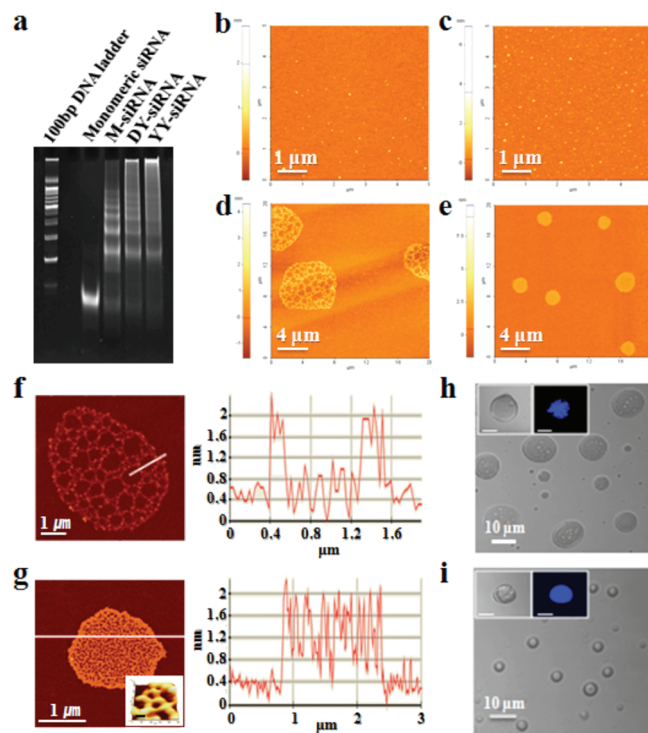 a
100bp DNA ladder
Monomeric siRNA
M-siRNA
DY-siRNA
YY-siRNA
b
1 μm
c
1 μm
d
4 μm
e
4 μm
f
1 μm
nm
2
1.6
1.2
0.8
0.4
0
0 0.4 0.8 1.2 1.6
μm
g
1 μm
nm
2
1.6
1.2
0.8
0.4
0
0 1 2 3
μm
h
10 μm
i
10 μm